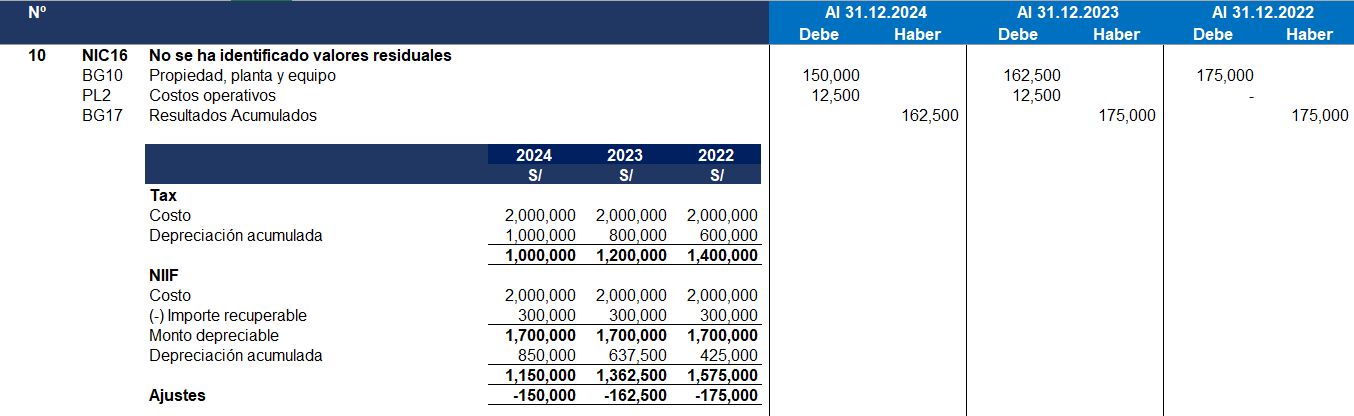 Nº Al 31.12.2024 Al 31.12.2023 Al 31.12.2022
Debe Haber Debe Haber Debe Haber
10 NIC16 No se ha identificado valores residuales
BG10 Propiedad, planta y equipo 150,000 162,500 175,000
PL2 Costos operativos 12,500 12,500 -
BG17 Resultados Acumulados 162,500 175,000 175,000
2024 2023 2022
S/ S/ S/
Tax
Costo 2,000,000 2,000,000 2,000,000
Depreciación acumulada 1,000,000 800,000 600,000
1,000,000 1,200,000 1,400,000
NIIF
Costo 2,000,000 2,000,000 2,000,000
(-) Importe recuperable 300,000 300,000 300,000
Monto depreciable 1,700,000 1,700,000 1,700,000
Depreciación acumulada 850,000 637,500 425,000
1,150,000 1,362,500 1,575,000
Ajustes -150,000 -162,500 -175,000